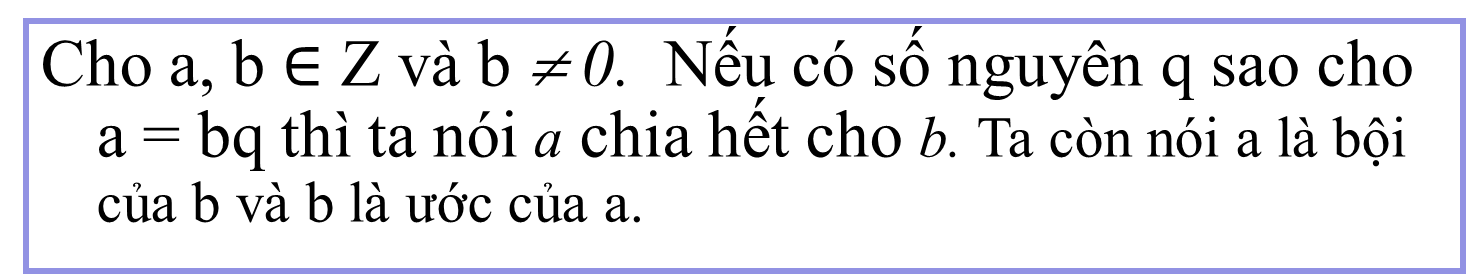 Cho a, b ∈ Z và b ≠ 0. Nếu có số nguyên q sao cho
a = bq thì ta nói a chia hết cho b. Ta còn nói a là bội
của b và b là ước của a.